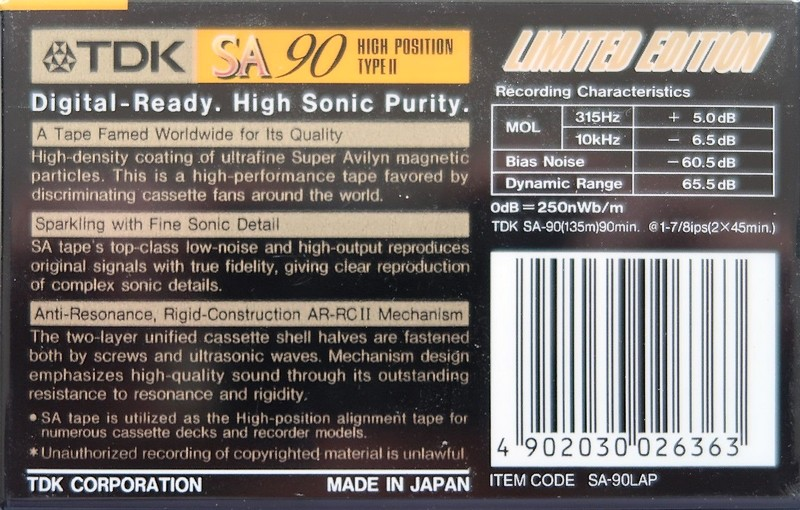 TDK SA 90 HIGH POSITION
TYPE II
Digital-Ready. High Sonic Purity.
A Tape Famed Worldwide for Its Quality
High-density coating of ultrafine Super Avilyn magnetic
particles. This is a high-performance tape favored by
discriminating cassette fans around the world.
Sparkling with Fine Sonic Detail
SA tape's top-class low-noise and high-output reproduces
original signals with true fidelity, giving clear reproduction
of complex sonic details.
Anti-Resonance, Rigid-Construction AR-RCII Mechanism
The two-layer unified cassette shell halves are fastened
both by screws and ultrasonic waves. Mechanism design
emphasizes high-quality sound through its outstanding
resistance to resonance and rigidity.
•SA tape is utilized as the High-position alignment tape for
numerous cassette decks and recorder models.
*Unauthorized recording of copyrighted material is unlawful.
TDK CORPORATION MADE IN JAPAN
LIMITED EDITION
Recording Characteristics
MOL 315Hz + 5.0dB
10kHz − 6.5dB
Bias Noise −60.5dB
Dynamic Range 65.5dB
0dB=250nWb/m
TDK SA-90(135m)90min. @1-7/8ips(2×45min.)
4 902030 026363
ITEM CODE SA-90LAP